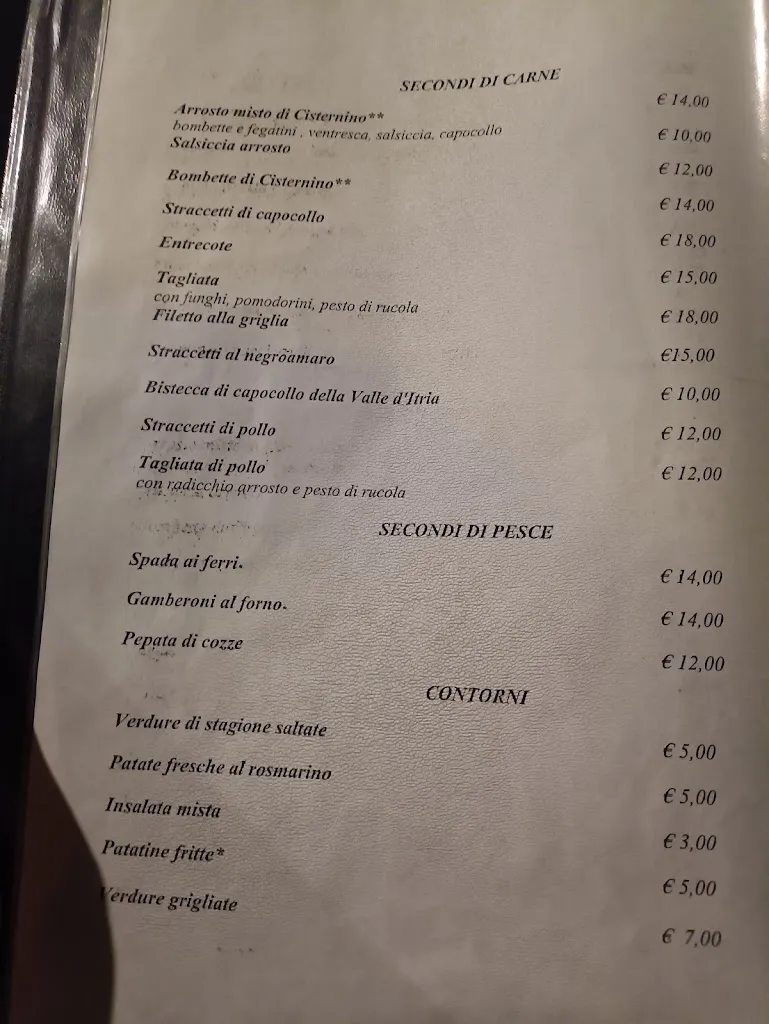 SECONDI DI CARNE
Arrosto misto di Cisternino** € 14,00
bombette e fegatini , ventresca, salsiccia, capocollo
Salsiccia arrosto € 10,00
Bombette di Cisternino** € 12,00
Straccetti di capocollo € 14,00
Entrecote € 18,00
Tagliata € 15,00
con funghi, pomodorini, pesto di rucola
Filetto alla griglia € 18,00
Straccetti al negroamaro €15,00
Bistecca di capocollo della Valle d'Itria € 10,00
Straccetti di pollo € 12,00
Tagliata di pollo € 12,00
con radicchio arrosto e pesto di rucola
SECONDI DI PESCE
Spada ai ferri. € 14,00
Gamberoni al forno. € 14,00
Pepata di cozze € 12,00
CONTORNI
Verdure di stagione saltate € 5,00
Patate fresche al rosmarino € 5,00
Insalata mista € 3,00
Patatine fritte* € 5,00
Verdure grigliate € 7,00